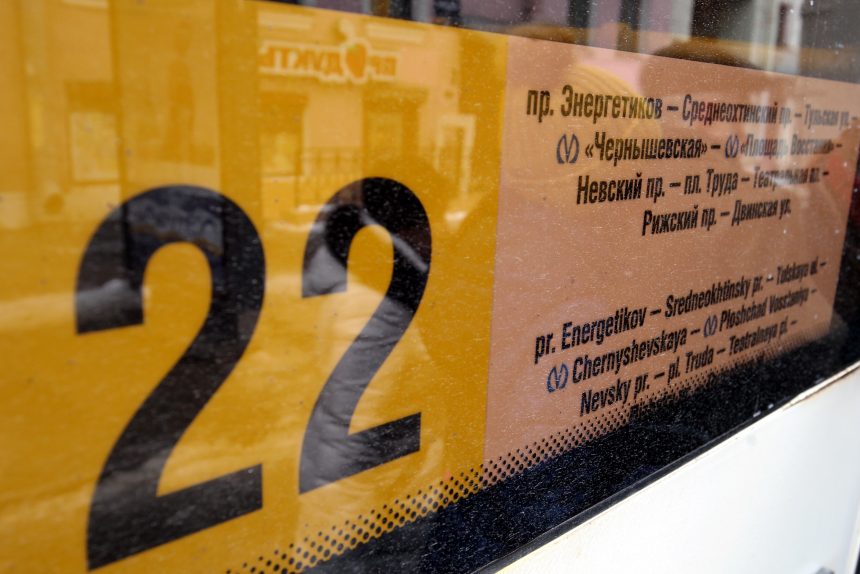 ПРОДУКТЫ
22
пр. Энергетиков – Среднеохтинский пр. – Тульская ул. –
«Чернышевская» – «Площадь Восстания» –
Невский пр. – пл. Труда – Театральная пл. –
Рижский пр. – Двинская ул.
pr. Energetikov – Sredneokhtinsky pr. – Tulskaya ul. –
Chernyshevskaya – Ploshchad Vosstaniya –
Nevsky pr. – pl. Truda – Teatralnaya pl. –